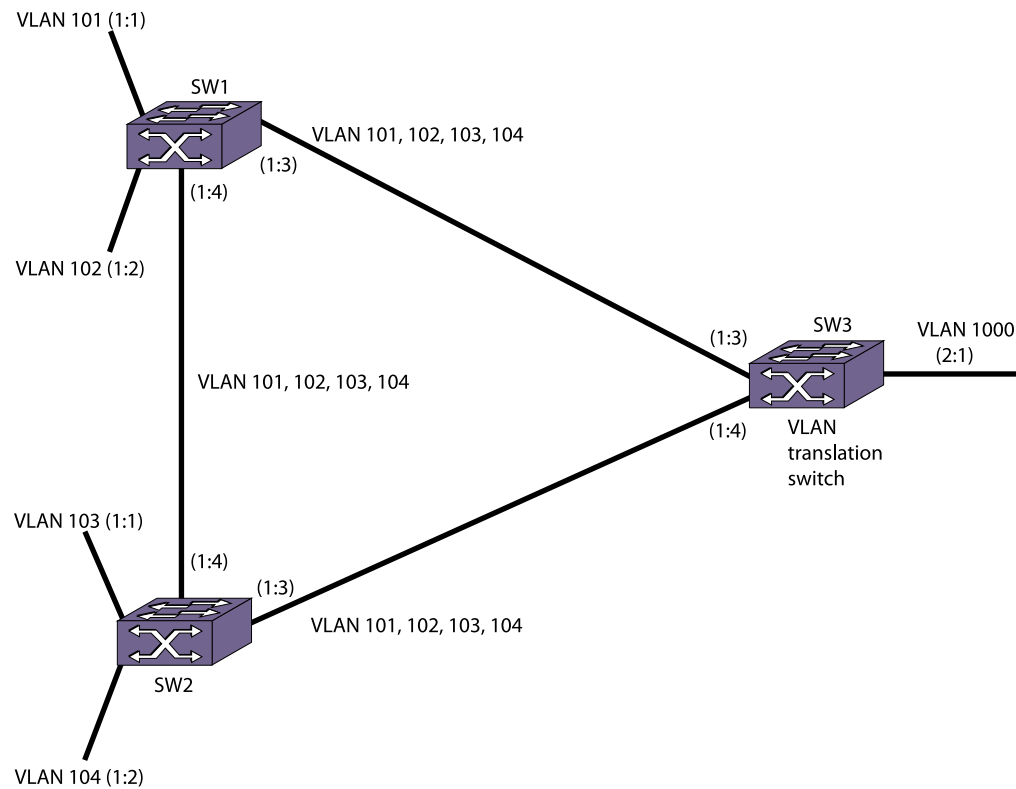 VLAN 101 (1:1)
SW1
VLAN 101, 102, 103, 104
(1:3)
(1:4)
VLAN 102 (1:2)
SW3
VLAN 1000
(2:1)
(1:3)
VLAN 101, 102, 103, 104
(1:4)
VLAN
translation
switch
VLAN 103 (1:1)
(1:4)
(1:3)
VLAN 101, 102, 103, 104
SW2
VLAN 104 (1:2)